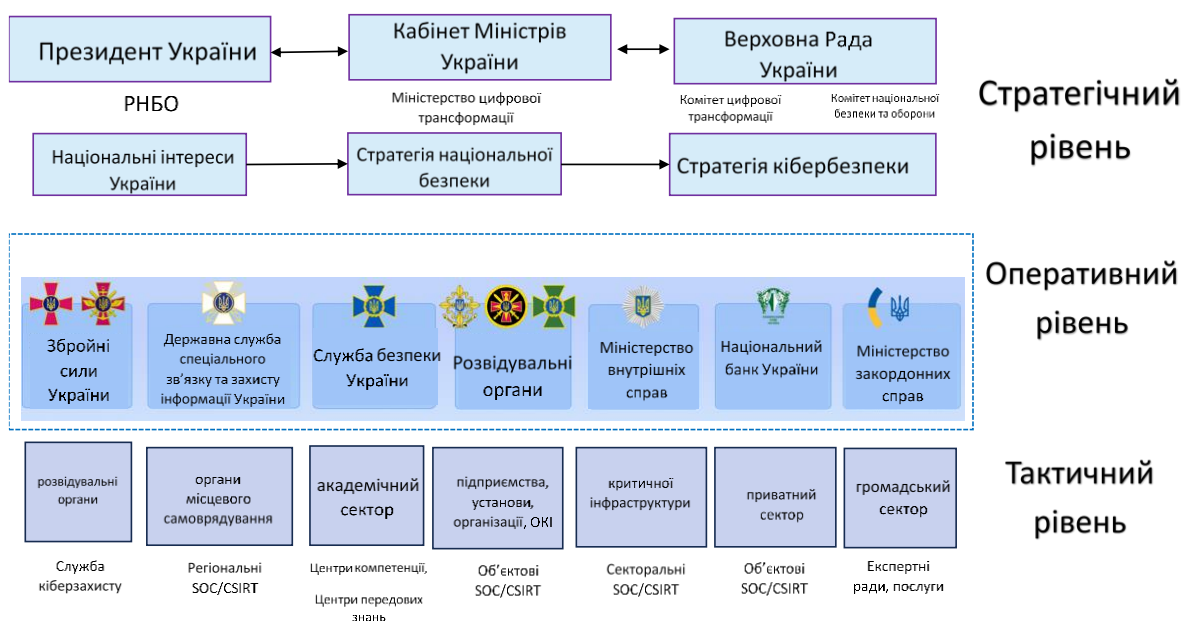 Президент України
Кабінет Міністрів
України
Верховна Рада
України
РНБО
Міністерство цифрової
трансформації
Комітет цифрової
трансформації
Комітет національної
безпеки та оборони
Стратегічний
рівень
Національні інтереси
України
Стратегія національної
безпеки
Стратегія кібербезпеки
Збройні
сили
України
Державна служба
спеціального
зв’язку та захисту
інформації України
Служба безпеки
України
Розвідувальні
органи
Міністерство
внутрішніх
справ
Національний
банк України
Міністерство
закордонних
справ
Оперативний
рівень
розвідувальні
органи
органи
місцевого
самоврядування
академічний
сектор
підприємства,
установи,
організації, ОКІ
критичної
інфраструктури
приватний
сектор
громадський
сектор
Тактичний
рівень
Служба
кіберзахисту
Регіональні
SOC/CSIRT
Центри компетенції,
Центри передових
знань
Об’єктові
SOC/CSIRT
Секторальні
SOC/CSIRT
Об’єктові
SOC/CSIRT
Експертні
ради, послуги